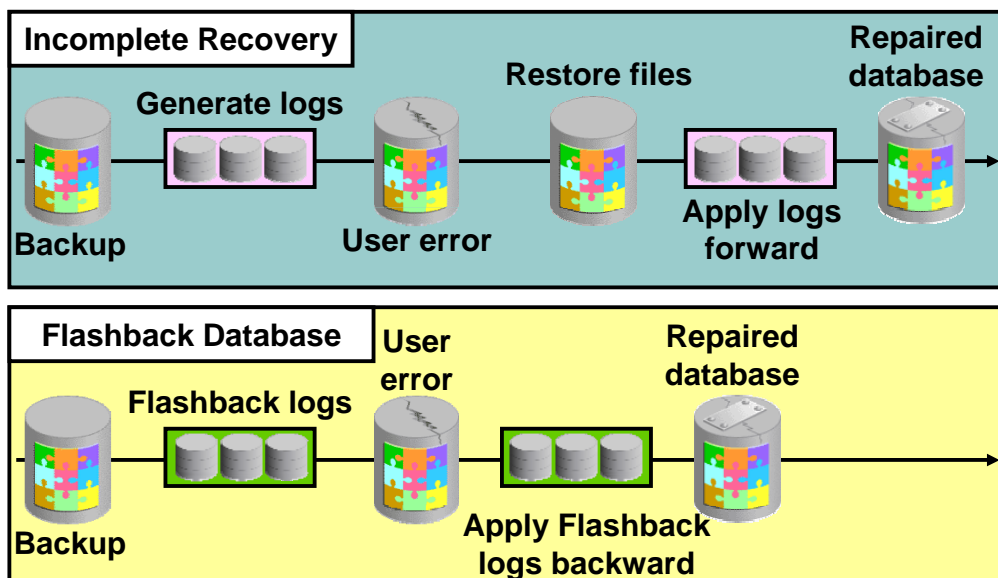 Incomplete Recovery
Repaired
database
Restore files
Generate logs
Backup
User error
Apply logs
forward
Flashback Database
User
error
Repaired
database
Flashback logs
Backup
Apply Flashback
logs backward